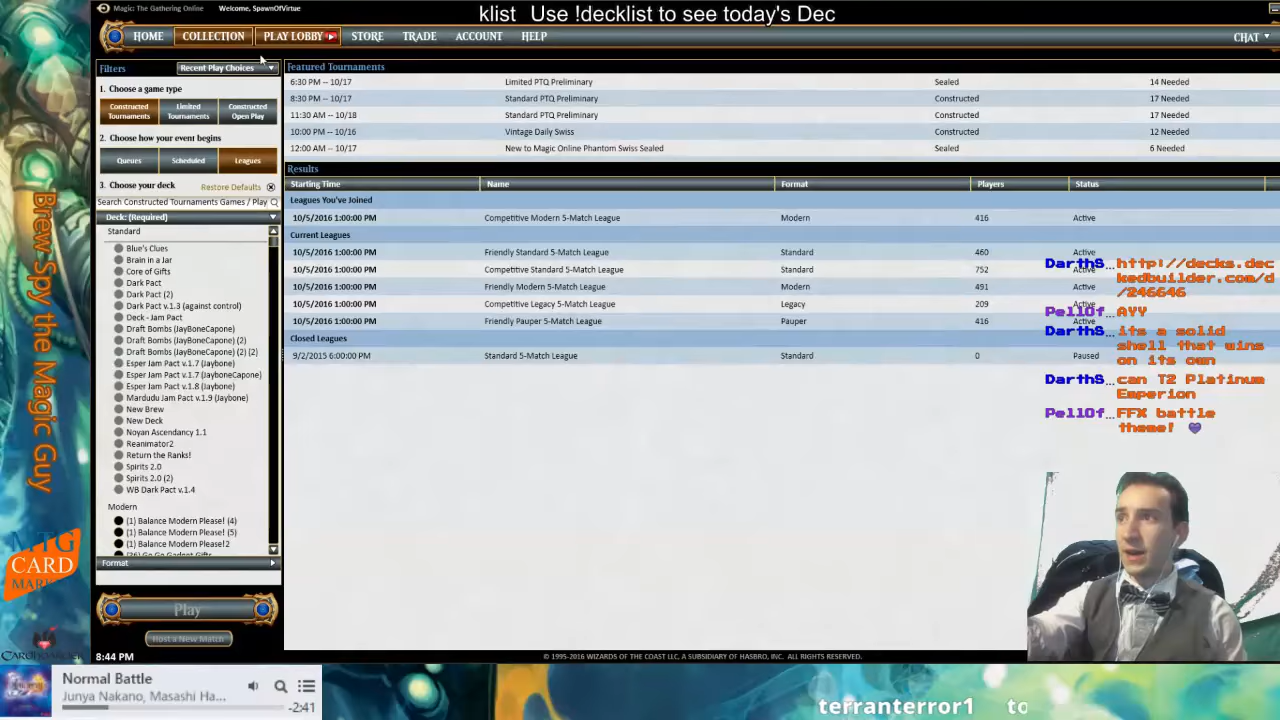 Magic: The Gathering Online Welcome, SpawnOfVirtue
klist Use !decklist to see today's Dec
HOME COLLECTION PLAY LOBBY STORE TRADE ACCOUNT HELP CHAT
Filters Recent Play Choices
1. Choose a game type
Constructed Tournaments Limited Tournaments Constructed Open Play
2. Choose how your event begins
Queues Scheduled Leagues
3. Choose your deck Restore Defaults
Search Constructed Tournaments Games / Play
Deck: (Required)
Standard
Blue's Clues
Brain in a Jar
Core of Gifts
Dark Pact
Dark Pact (2)
Dark Pact v.1.3 (against control)
Deck - Jam Pact
Draft Bombs (JayBoneCapone)
Draft Bombs (JayBoneCapone) (2)
Draft Bombs (JayBoneCapone) (2) (2)
Esper Jam Pact v.1.7 (Jaybone)
Esper Jam Pact v.1.7 (JayboneCapone)
Esper Jam Pact v.1.8 (Jaybone)
Mardudu Jam Pact v.1.9 (Jaybone)
New Brew
New Deck
Noyan Ascendancy 1.1
Reanimator2
Return the Ranks!
Spirits 2.0
Spirits 2.0 (2)
WB Dark Pact v.1.4
Modern
(1) Balance Modern Please! (4)
(1) Balance Modern Please! (5)
(1) Balance Modern Please!2
(36) Go Go Gadget Gifts
Format
Play
Host a New Match
8:44 PM
Featured Tournaments
6:30 PM -- 10/17 Limited PTQ Preliminary Sealed 14 Needed
8:30 PM -- 10/17 Standard PTQ Preliminary Constructed 17 Needed
11:30 AM -- 10/18 Standard PTQ Preliminary Constructed 17 Needed
10:00 PM -- 10/16 Vintage Daily Swiss Constructed 12 Needed
12:00 AM -- 10/17 New to Magic Online Phantom Swiss Sealed Sealed 6 Needed
Results
Starting Time Name Format Players Status
Leagues You've Joined
10/5/2016 1:00:00 PM Competitive Modern 5-Match League Modern 416 Active
Current Leagues
10/5/2016 1:00:00 PM Friendly Standard 5-Match League Standard 460 Active
10/5/2016 1:00:00 PM Competitive Standard 5-Match League Standard 752 Active
10/5/2016 1:00:00 PM Friendly Modern 5-Match League Modern 491 Active
10/5/2016 1:00:00 PM Competitive Legacy 5-Match League Legacy 209 Active
10/5/2016 1:00:00 PM Friendly Pauper 5-Match League Pauper 416 Active
Closed Leagues
9/2/2015 6:00:00 PM Standard 5-Match League Standard 0 Paused
DarthS... http://decks.dec
kedbuilder.com/d
/246646
PellOf... AYY
DarthS... its a solid
shell that wins
on its own
DarthS... can T2 Platinum
Emperion
PellOf... FFX battle
theme! 💜
© 1995-2016 WIZARDS OF THE COAST LLC, A SUBSIDIARY OF HASBRO, INC. ALL RIGHTS RESERVED.
Brew Spy the Magic Guy
MTG
CARD
MARK
Normal Battle
Junya Nakano, Masashi Ha...
-2:41
terranterror1 to